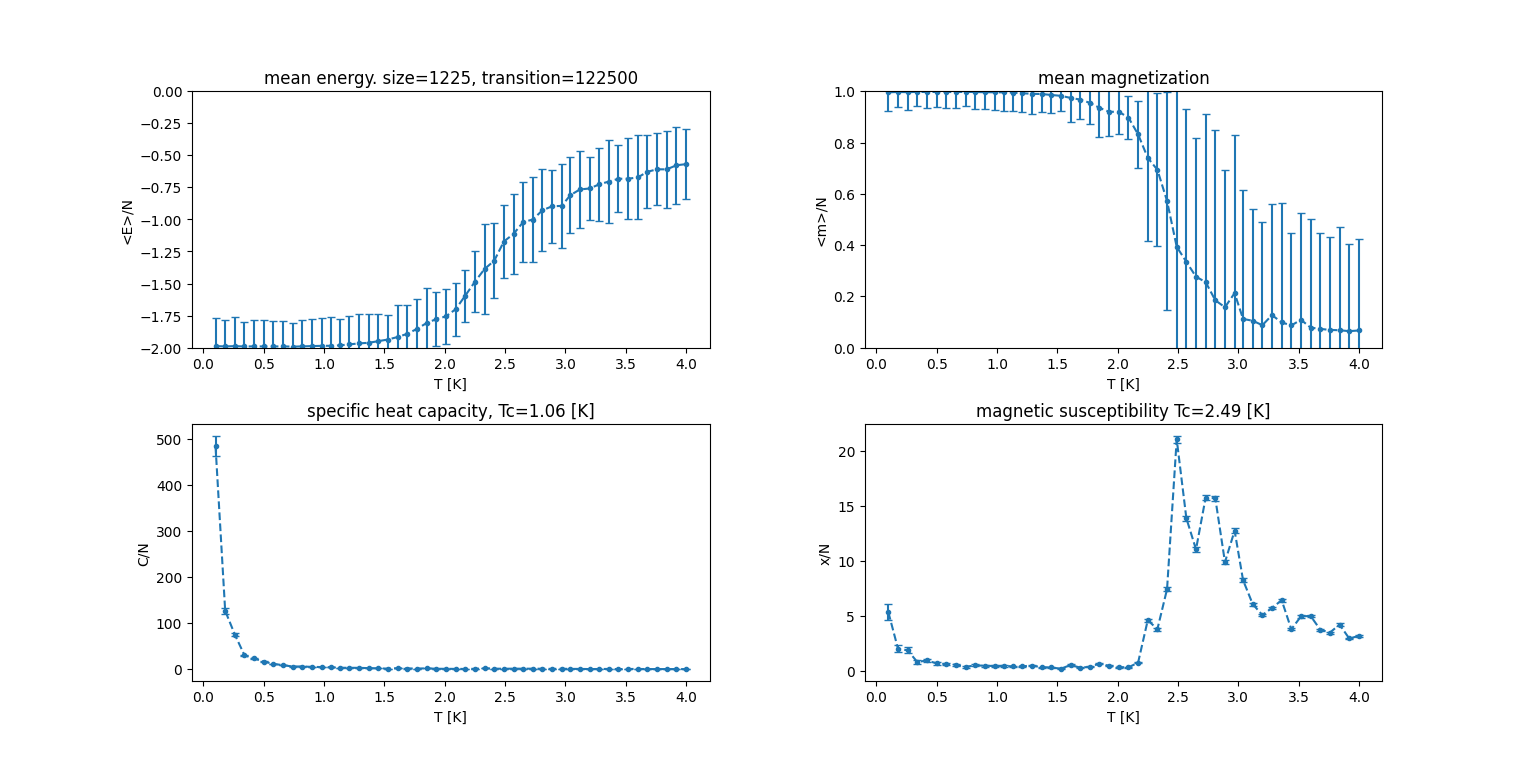 mean energy. size=1225, transition=122500
0.00
−0.25
−0.50
−0.75
−1.00
−1.25
−1.50
−1.75
−2.00
<E>/N
0.0 0.5 1.0 1.5 2.0 2.5 3.0 3.5 4.0
T [K]
mean magnetization
1.0
0.8
0.6
0.4
0.2
0.0
<m>/N
0.0 0.5 1.0 1.5 2.0 2.5 3.0 3.5 4.0
T [K]
specific heat capacity, Tc=1.06 [K]
500
400
300
200
100
0
C/N
0.0 0.5 1.0 1.5 2.0 2.5 3.0 3.5 4.0
T [K]
magnetic susceptibility Tc=2.49 [K]
20
15
10
5
0
x/N
0.0 0.5 1.0 1.5 2.0 2.5 3.0 3.5 4.0
T [K]